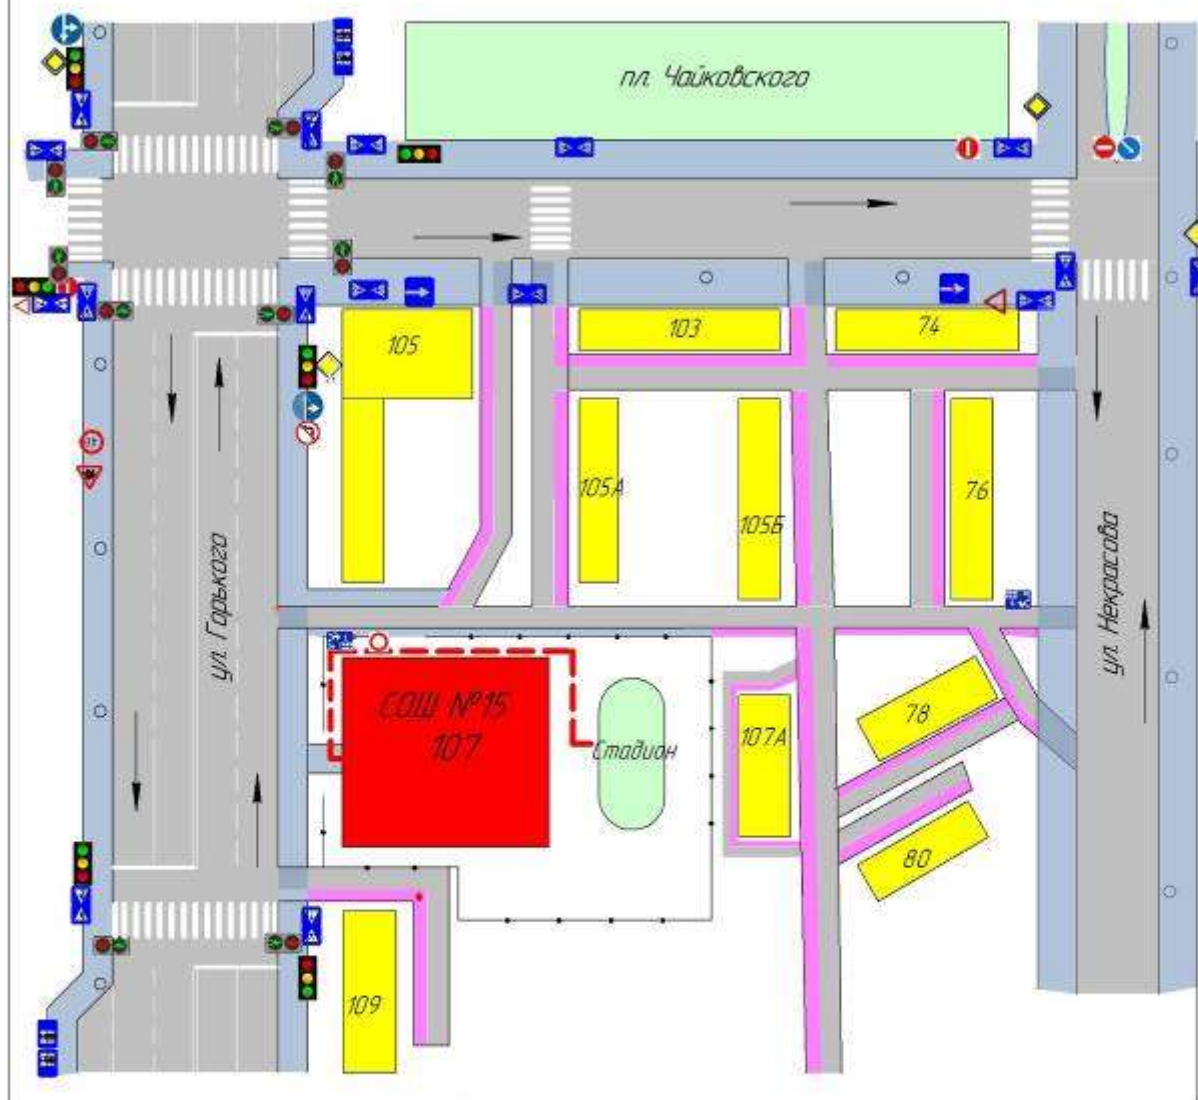 пл. Чайковского
105
103
74
105А
105Б
76
ул. Горького
ул. Некрасова
СОШ №15
107
Стадион
107А
78
80
109